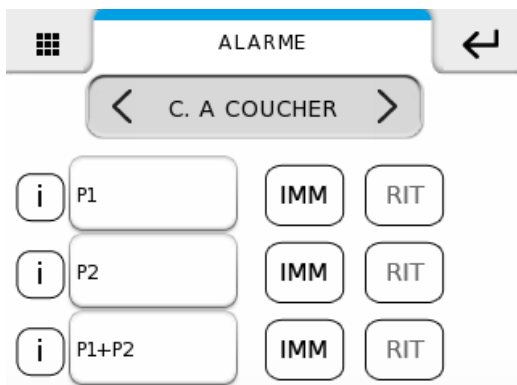 ALARME
C. A COUCHER
i P1 IMM RIT
i P2 IMM RIT
i P1+P2 IMM RIT